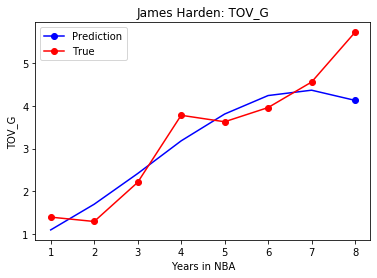 James Harden: TOV_G
Prediction
True
TOV_G
5
4
3
2
1
1 2 3 4 5 6 7 8
Years in NBA